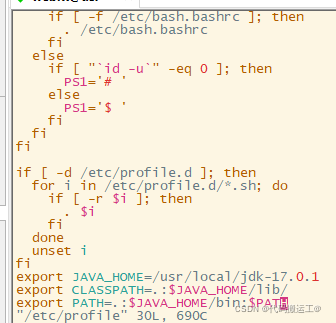 if [ -f /etc/bash.bashrc ]; then
. /etc/bash.bashrc
fi
else
if [ "`id -u`" -eq 0 ]; then
PS1='# '
else
PS1='$ '
fi
fi
fi
if [ -d /etc/profile.d ]; then
for i in /etc/profile.d/*.sh; do
if [ -r $i ]; then
. $i
fi
done
unset i
fi
export JAVA_HOME=/usr/local/jdk-17.0.1
export CLASSPATH=.:$JAVA_HOME/lib/
export PATH=.:$JAVA_HOME/bin:$PATH
"/etc/profile" 30L, 690C